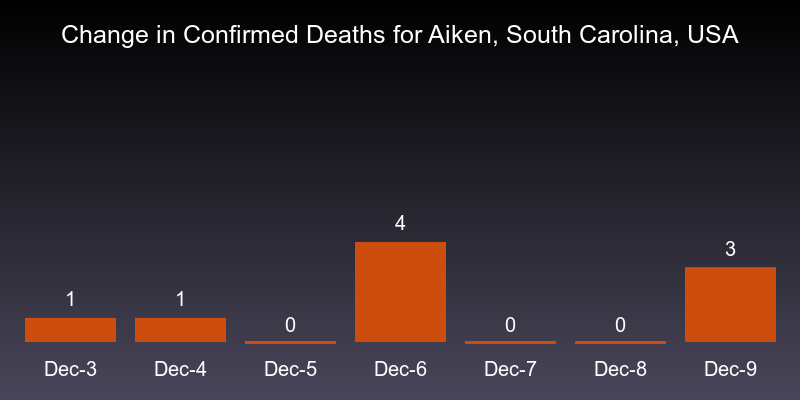 Change in Confirmed Deaths for Aiken, South Carolina, USA
1 1 0 4 0 0 3
Dec-3 Dec-4 Dec-5 Dec-6 Dec-7 Dec-8 Dec-9